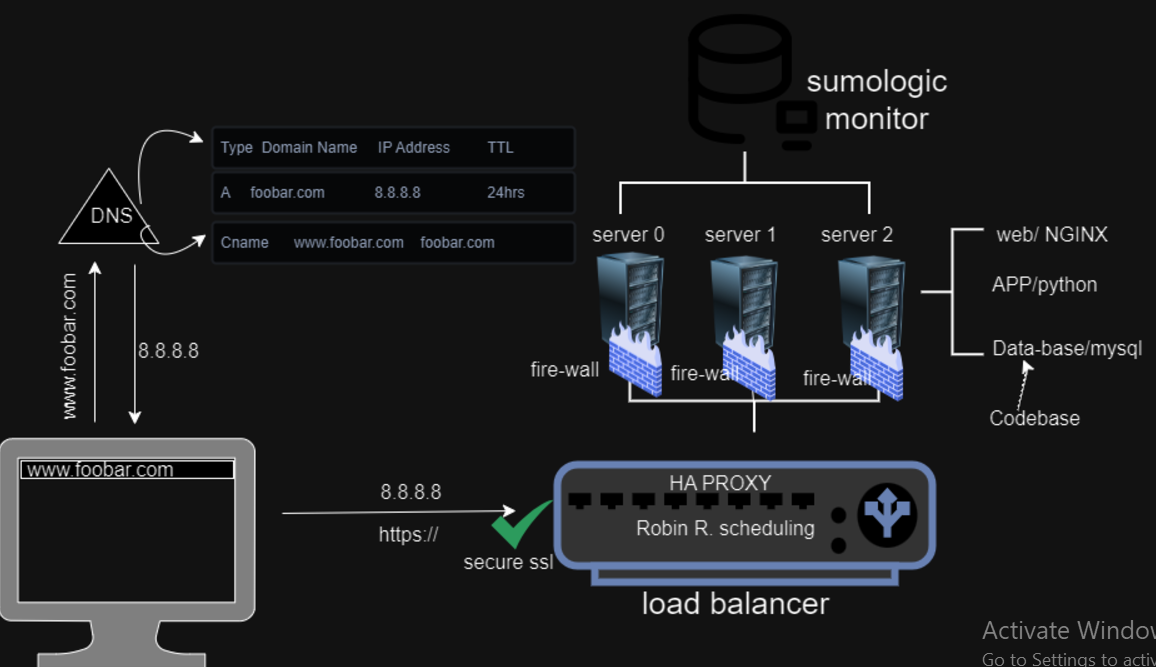 sumologic
monitor
Type Domain Name IP Address TTL
A foobar.com 8.8.8.8 24hrs
Cname www.foobar.com foobar.com
DNS
www.foobar.com
8.8.8.8
server 0 server 1 server 2
web/ NGINX
APP/python
Data-base/mysql
Codebase
fire-wall fire-wall fire-wall
www.foobar.com
8.8.8.8
https://
secure ssl
HA PROXY
Robin R. scheduling
load balancer
Activate Window
Go to Settings to activ